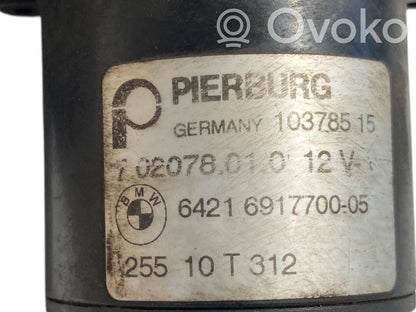 Ovoko
PIERBURG
GERMANY 10378515
7.02078.01.0 12 V-
BMW
6421 6917700-05
255 10 T 312